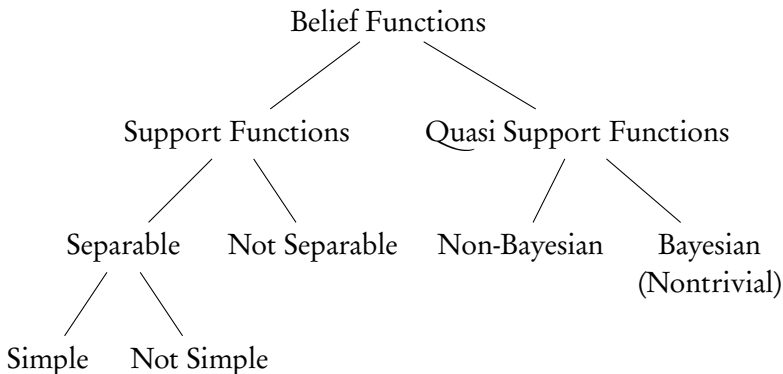 Belief Functions
Support Functions
Quasi Support Functions
Separable
Not Separable
Non-Bayesian
Bayesian
(Nontrivial)
Simple
Not Simple